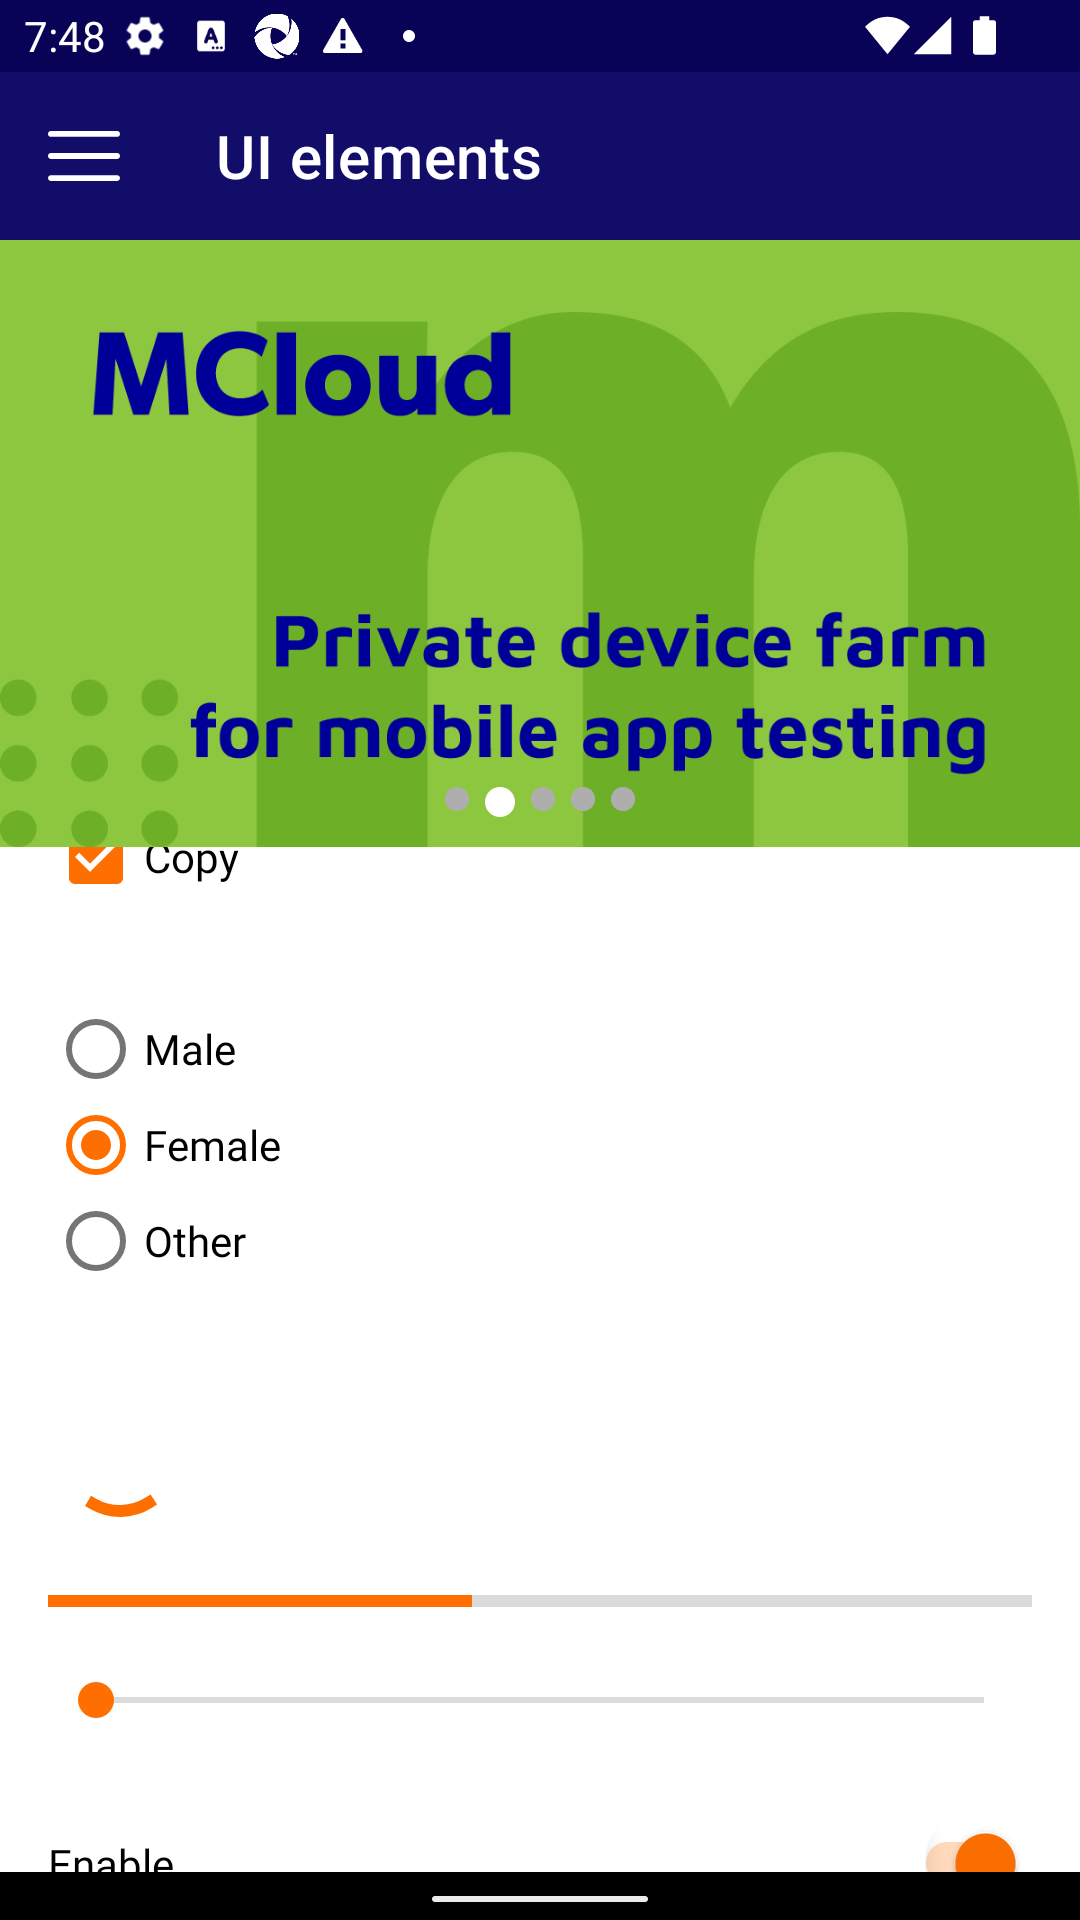 7:48
UI elements
MCloud
Private device farm
for mobile app testing
Copy
Male
Female
Other
Enable